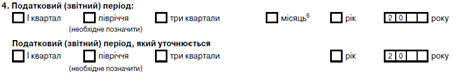 4. Податковий (звітний) період:
І квартал півріччя три квартали місяць⁸ рік 2 0 року
(необхідне позначити)
Податковий (звітний) період, який уточнюється
І квартал півріччя три квартали рік 2 0 року
(необхідне позначити)